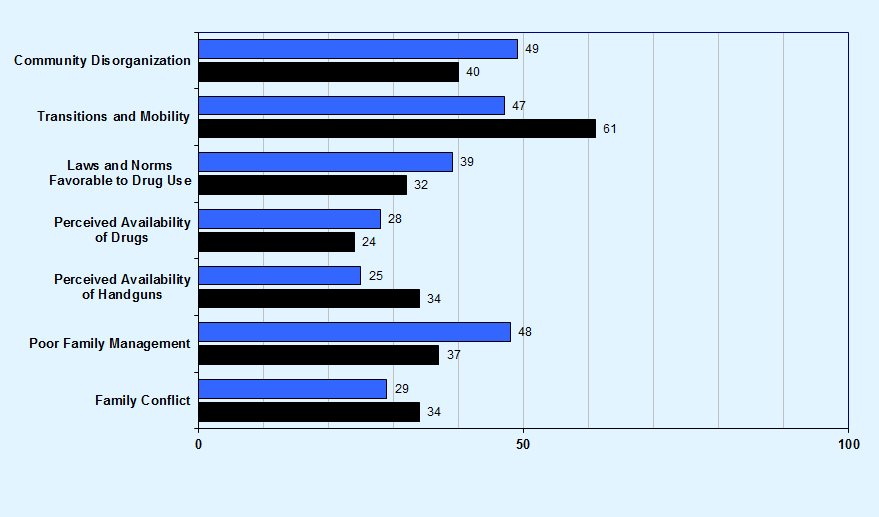 Community Disorganization
49
40
Transitions and Mobility
47
61
Laws and Norms
Favorable to Drug Use
39
32
Perceived Availability
of Drugs
28
24
Perceived Availability
of Handguns
25
34
Poor Family Management
48
37
Family Conflict
29
34
0 50 100